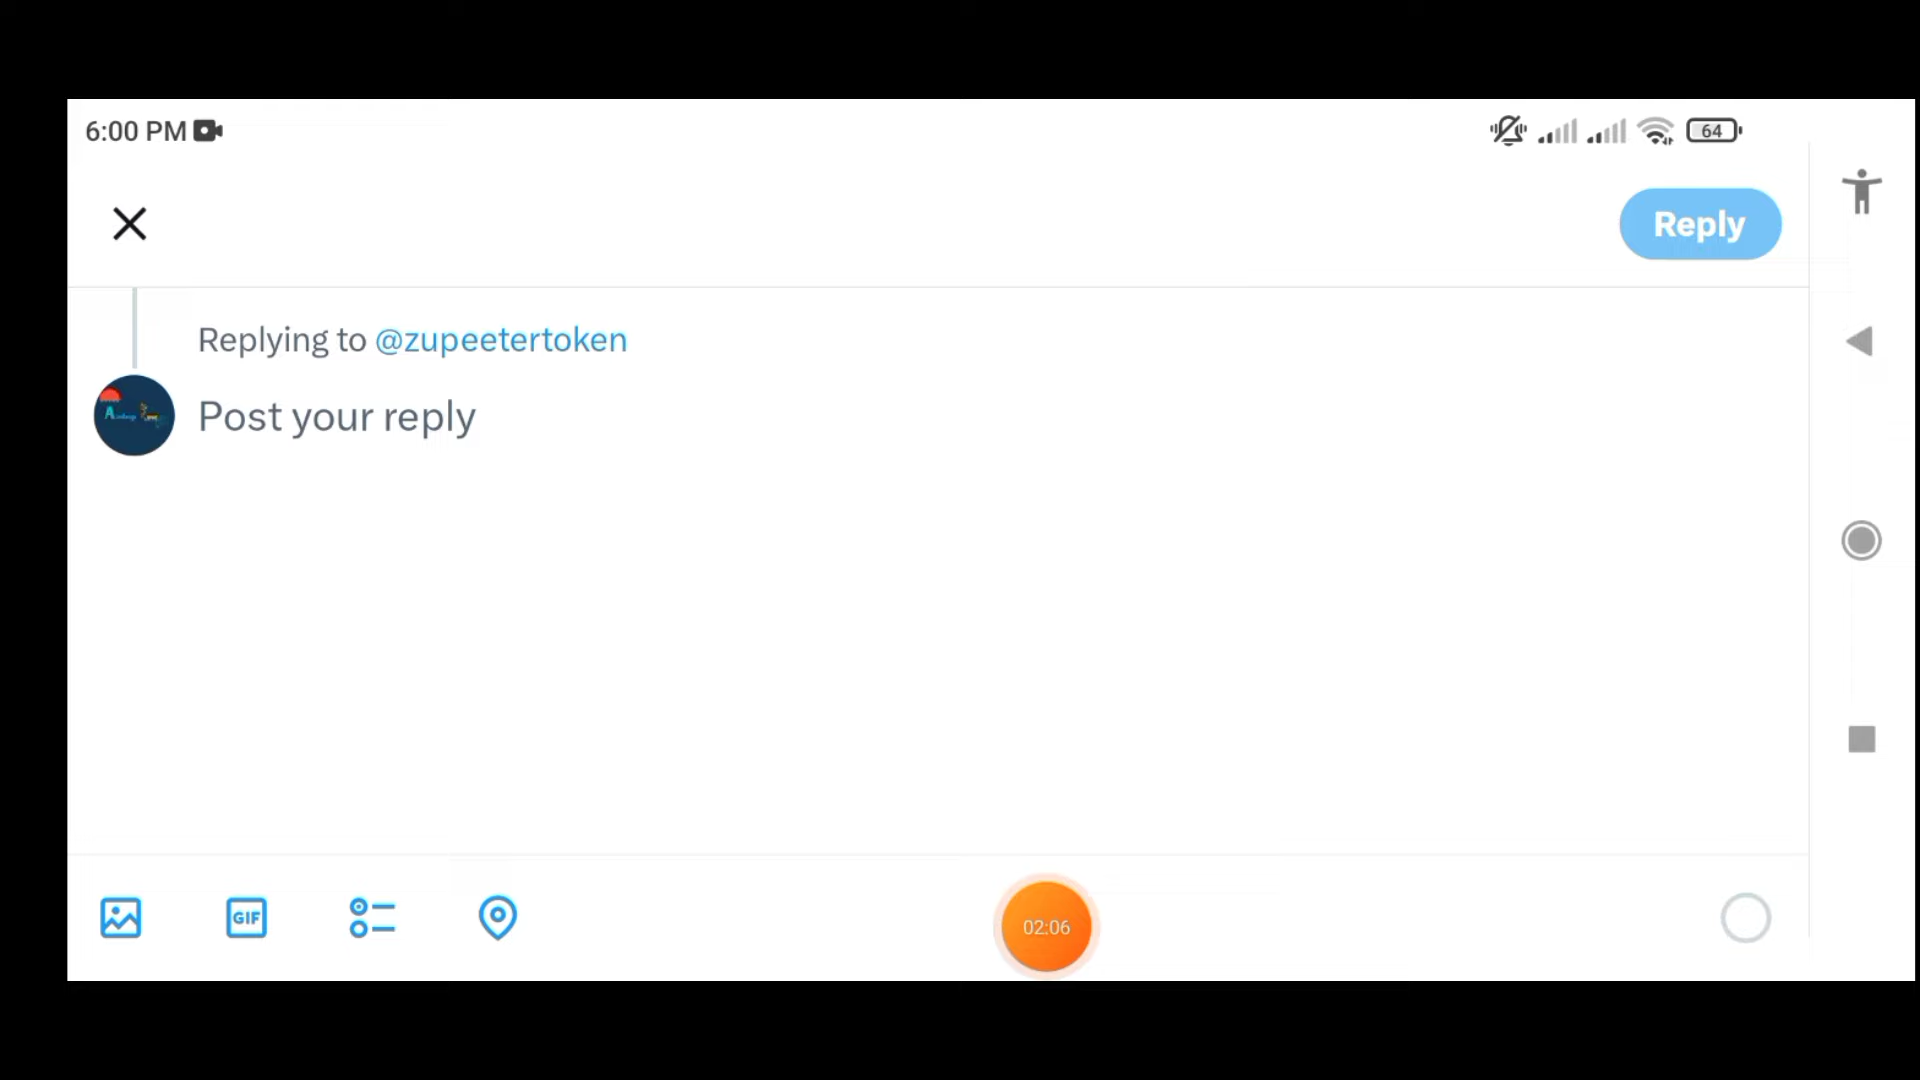 6:00 PM
64
Reply
Replying to @zupeetertoken
Post your reply
GIF
02:06